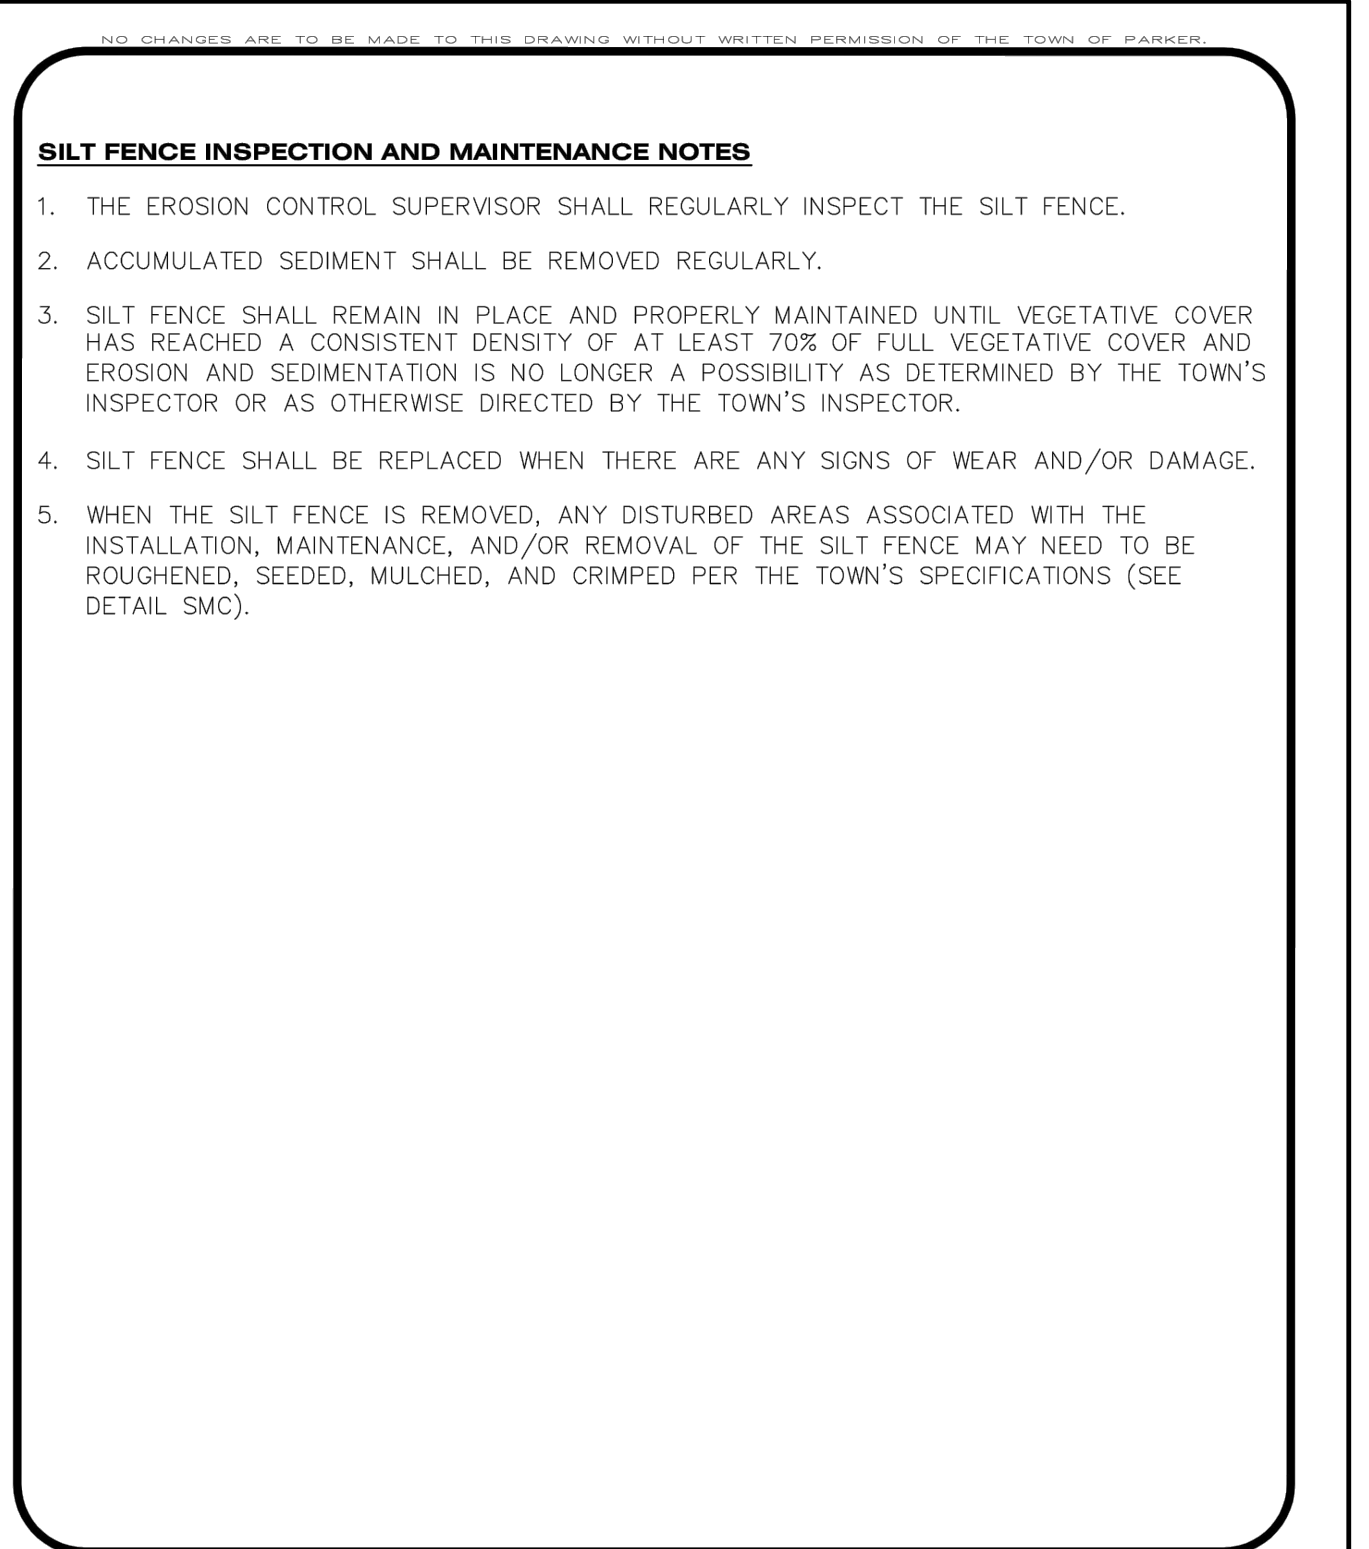 NO CHANGES ARE TO BE MADE TO THIS DRAWING WITHOUT WRITTEN PERMISSION OF THE TOWN OF PARKER.
SILT FENCE INSPECTION AND MAINTENANCE NOTES
1. THE EROSION CONTROL SUPERVISOR SHALL REGULARLY INSPECT THE SILT FENCE.
2. ACCUMULATED SEDIMENT SHALL BE REMOVED REGULARLY.
3. SILT FENCE SHALL REMAIN IN PLACE AND PROPERLY MAINTAINED UNTIL VEGETATIVE COVER
HAS REACHED A CONSISTENT DENSITY OF AT LEAST 70% OF FULL VEGETATIVE COVER AND
EROSION AND SEDIMENTATION IS NO LONGER A POSSIBILITY AS DETERMINED BY THE TOWN'S
INSPECTOR OR AS OTHERWISE DIRECTED BY THE TOWN'S INSPECTOR.
4. SILT FENCE SHALL BE REPLACED WHEN THERE ARE ANY SIGNS OF WEAR AND/OR DAMAGE.
5. WHEN THE SILT FENCE IS REMOVED, ANY DISTURBED AREAS ASSOCIATED WITH THE
INSTALLATION, MAINTENANCE, AND/OR REMOVAL OF THE SILT FENCE MAY NEED TO BE
ROUGHENED, SEEDED, MULCHED, AND CRIMPED PER THE TOWN'S SPECIFICATIONS (SEE
DETAIL SMC).